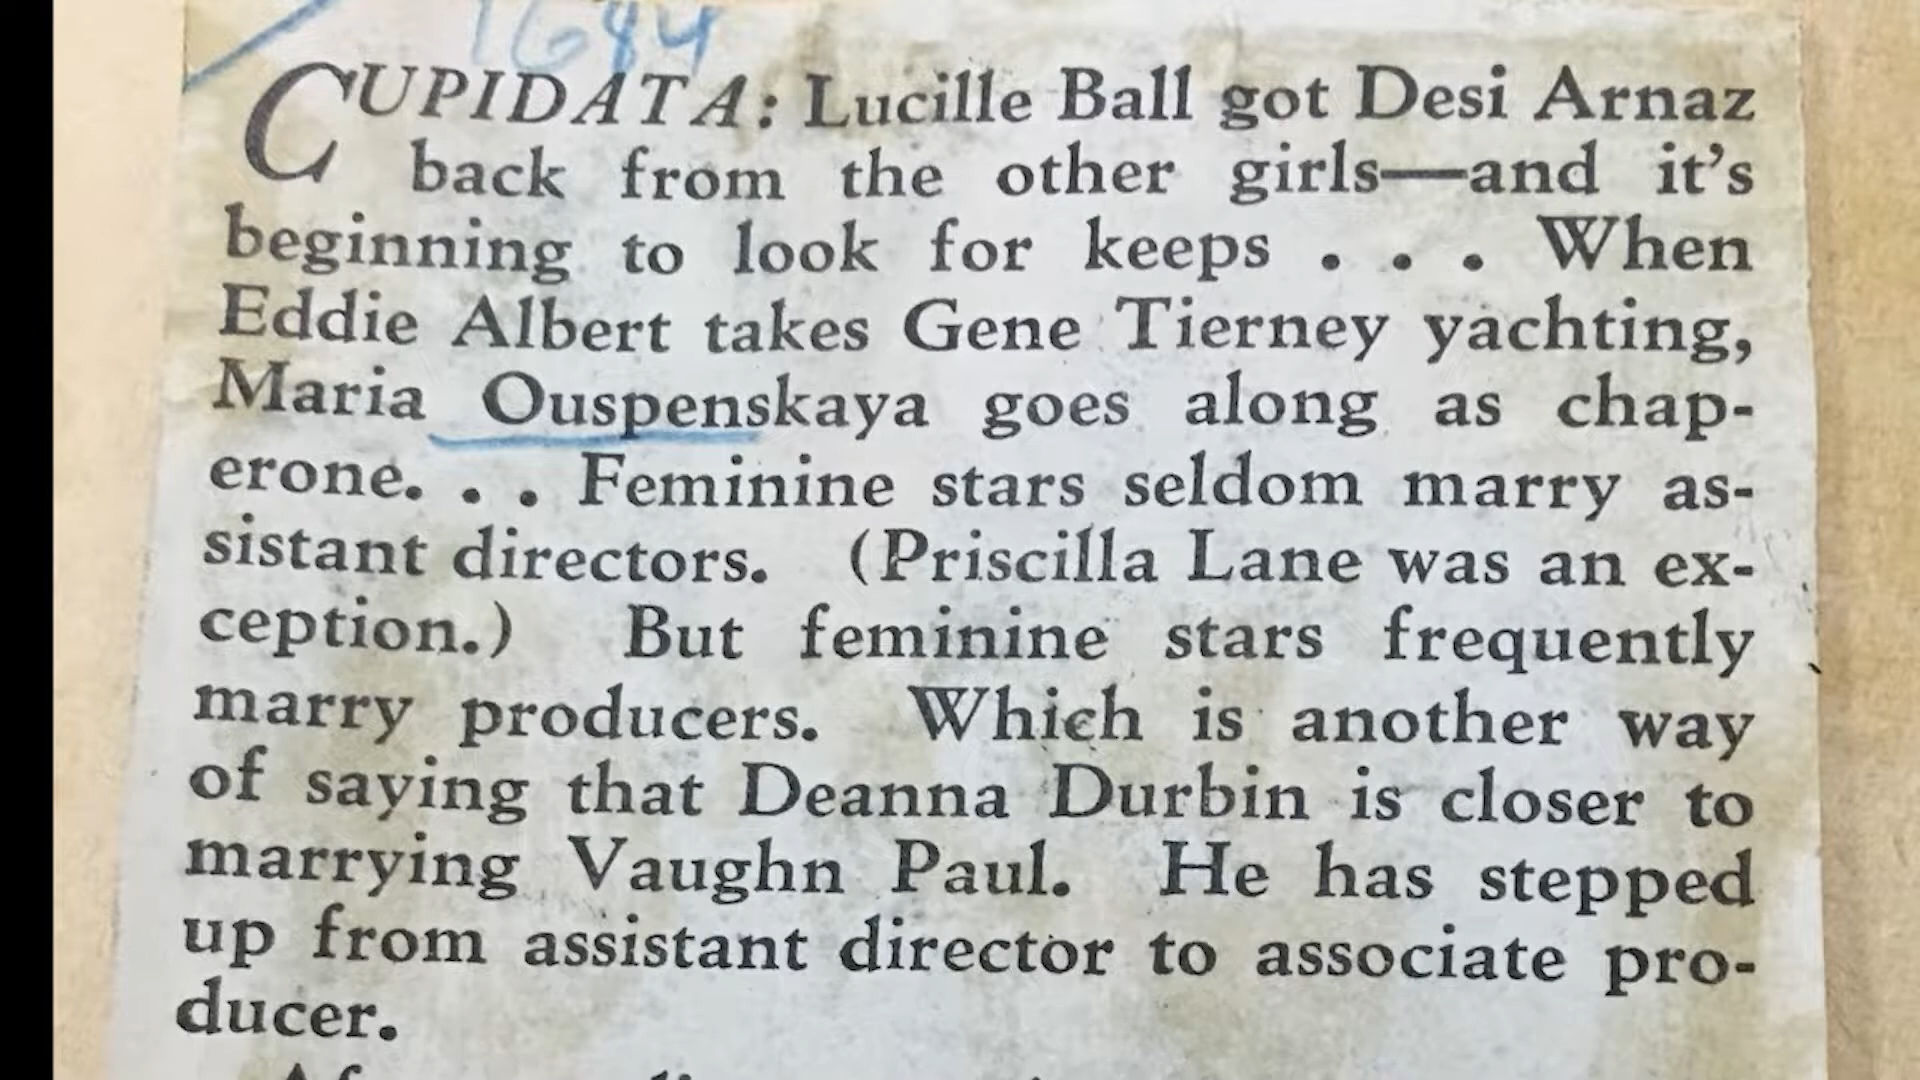 1684
CUPIDATA: Lucille Ball got Desi Arnaz
back from the other girls—and it's
beginning to look for keeps . . . When
Eddie Albert takes Gene Tierney yachting,
Maria Ouspenskaya goes along as chap-
erone. . . Feminine stars seldom marry as-
sistant directors. (Priscilla Lane was an ex-
ception.) But feminine stars frequently
marry producers. Which is another way
of saying that Deanna Durbin is closer to
marrying Vaughn Paul. He has stepped
up from assistant director to associate pro-
ducer.